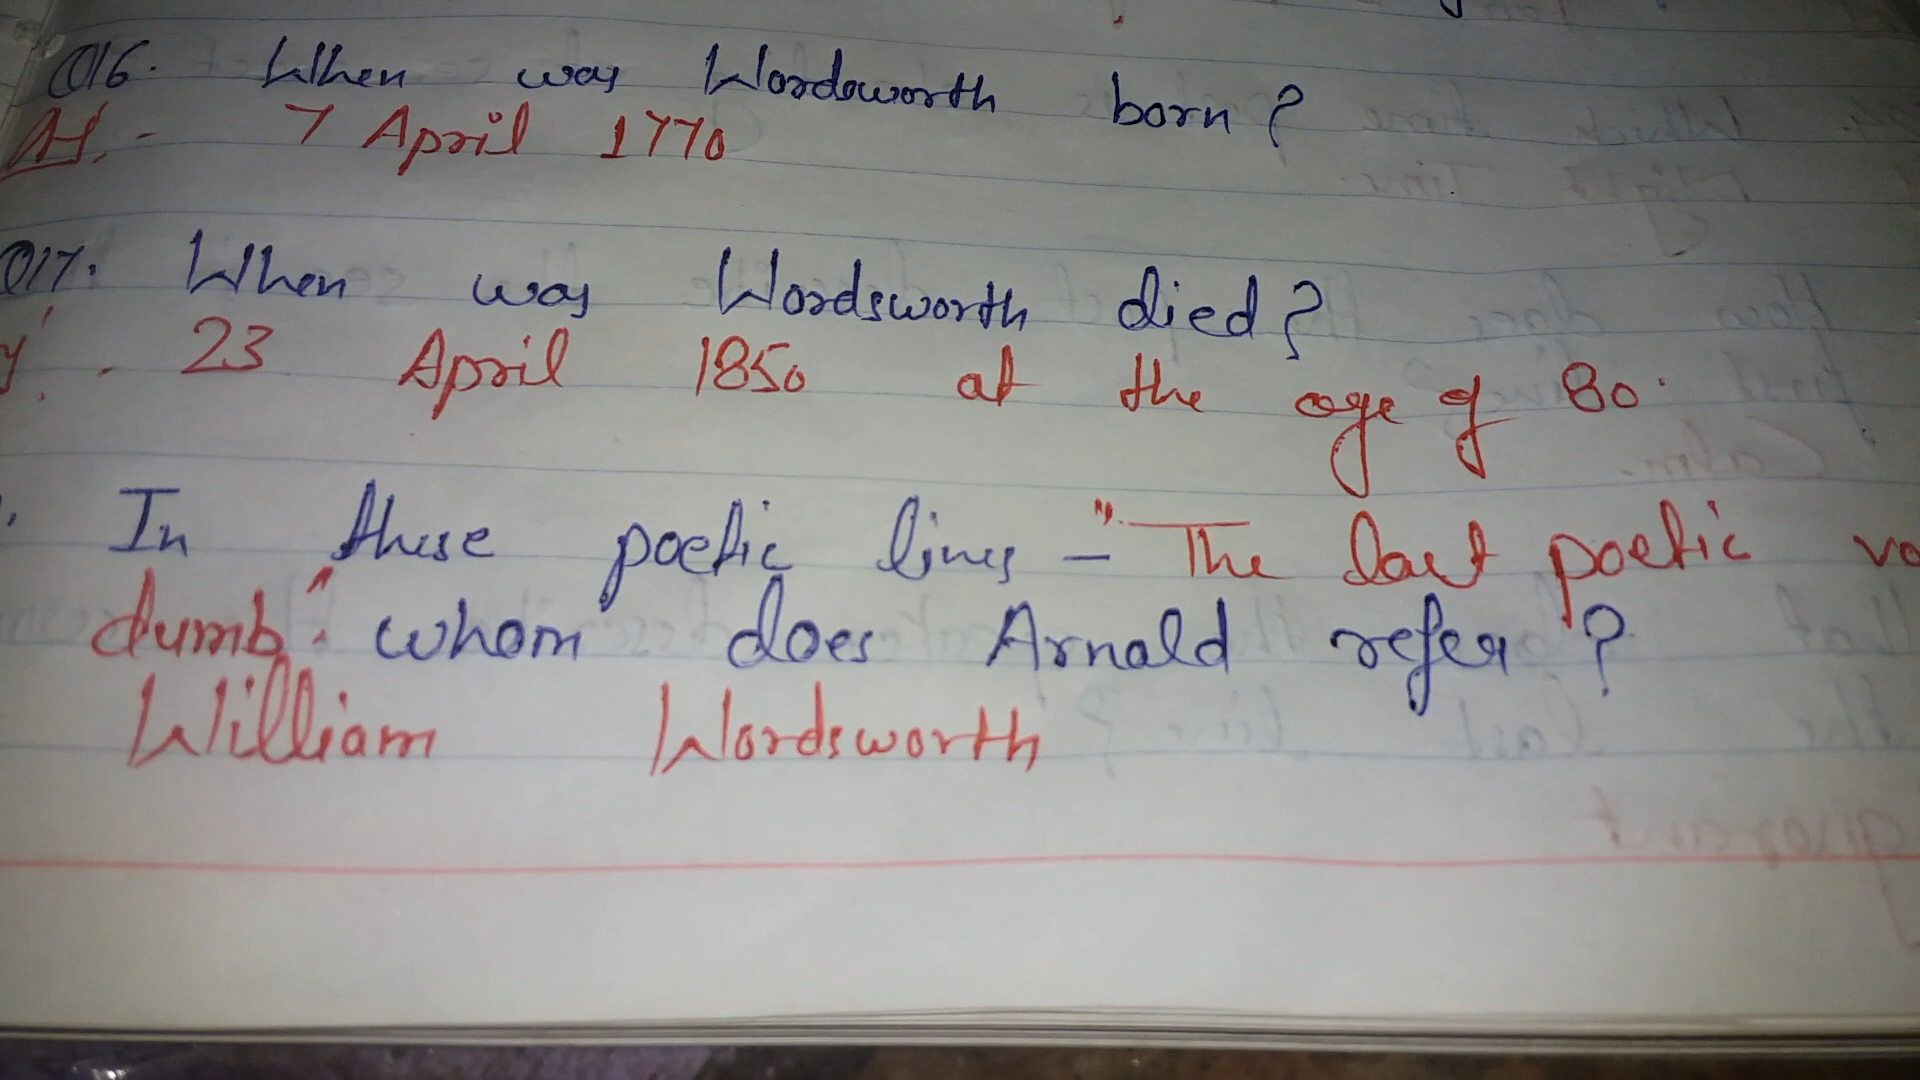 Q16. When was Wordsworth born?
A. - 7 April 1770
Q17. When was Wordsworth died?
23 April 1850 at the age of 80.
In these poetic lines - "The last poetic
dumb." whom does Arnold refer?
William Wordsworth